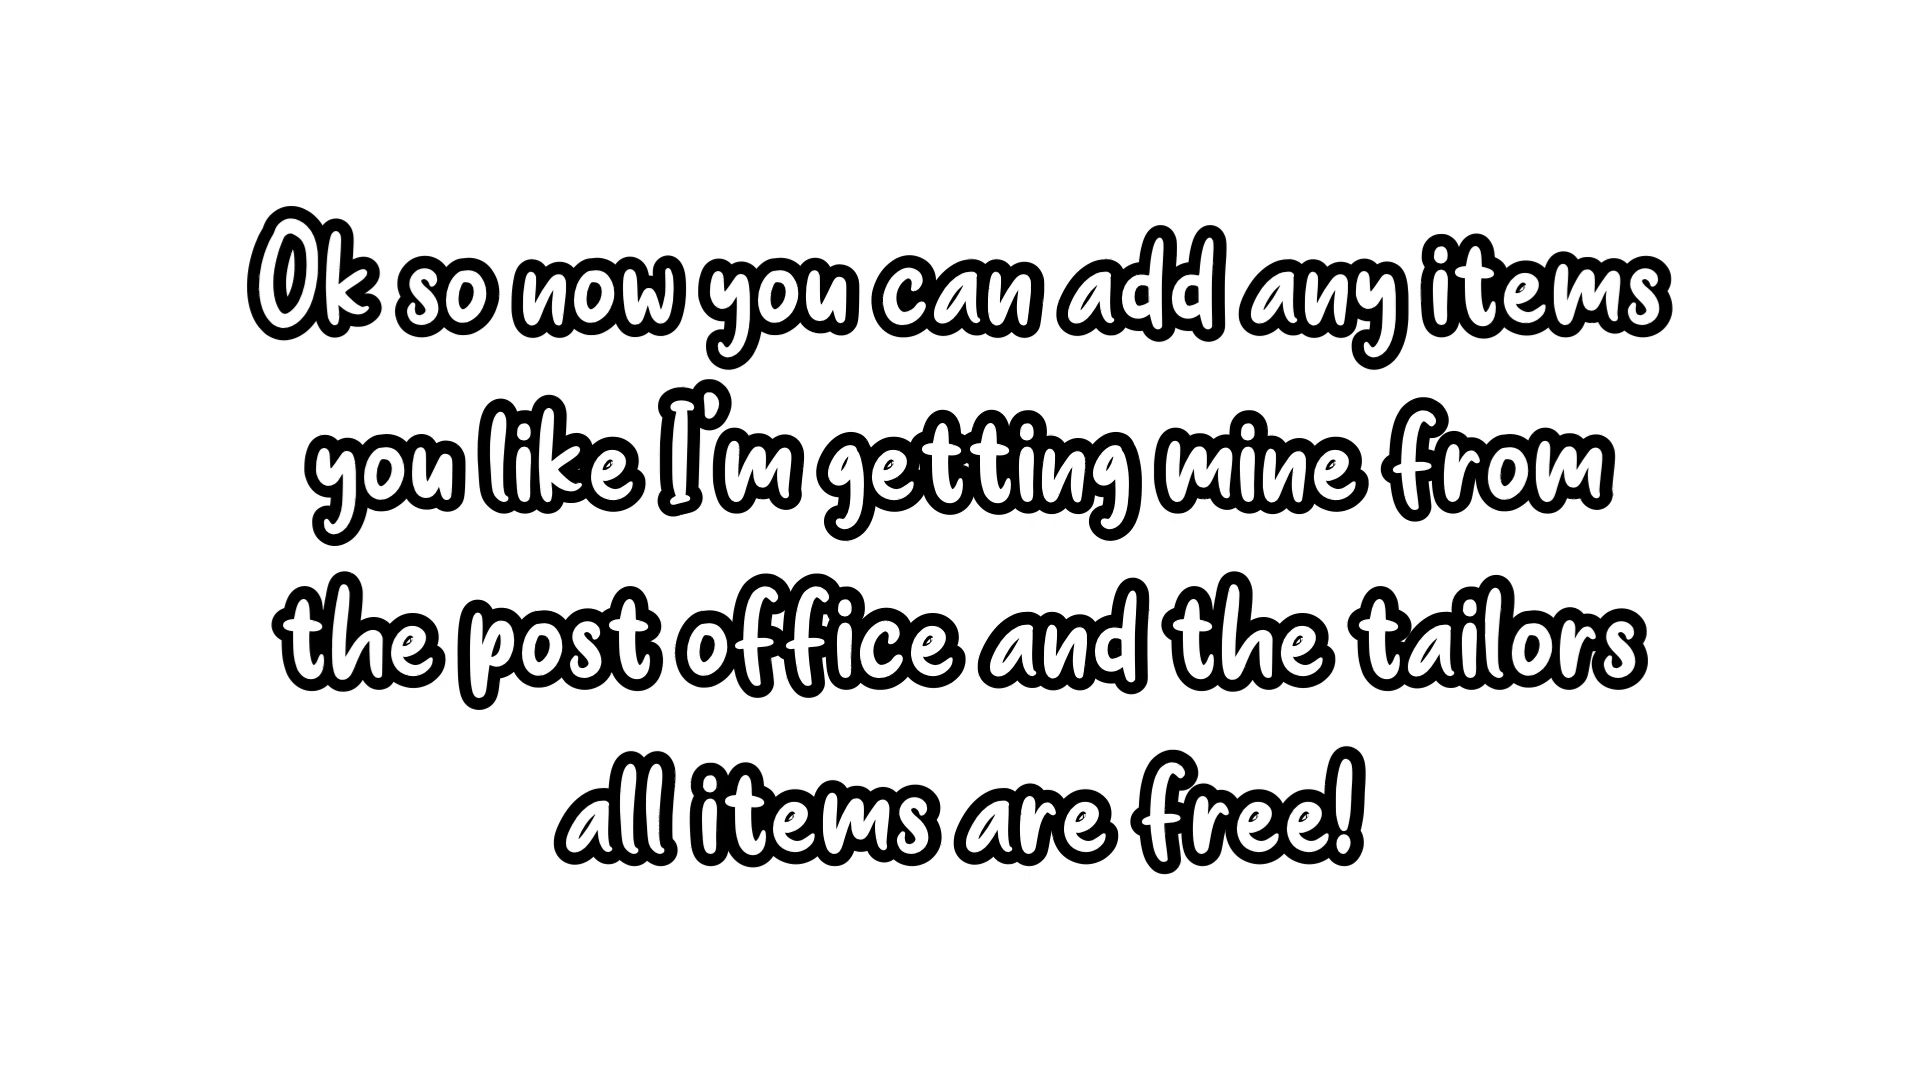 Ok so now you can add any items
you like I'm getting mine from
the post office and the tailors
all items are free!